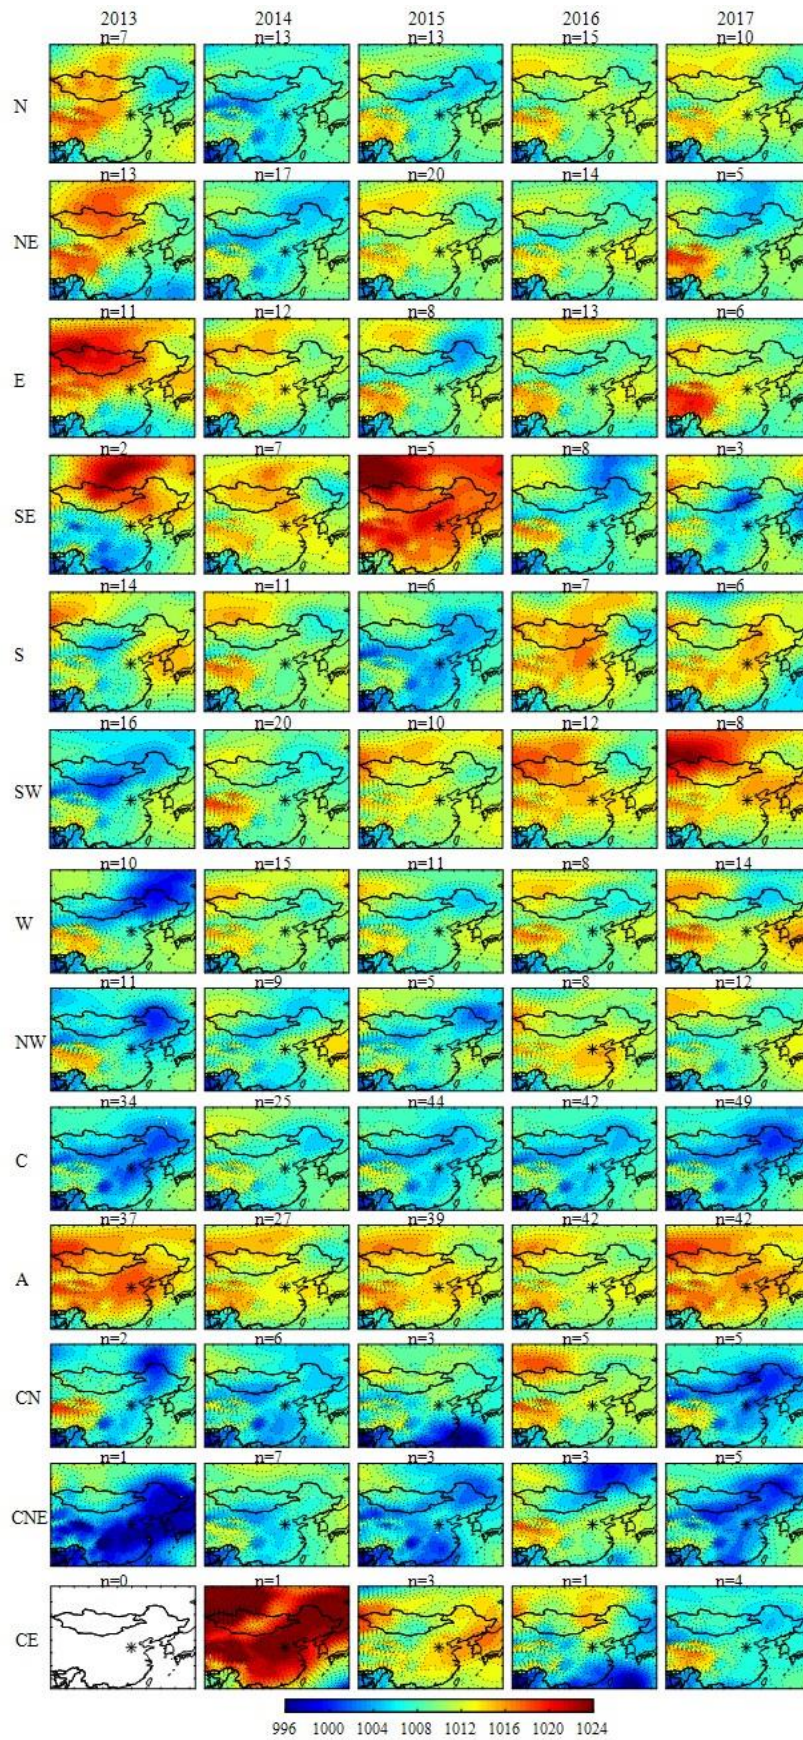 2013 2014 2015 2016 2017
n=7 n=13 n=13 n=15 n=10
N
n=13 n=17 n=20 n=14 n=5
NE
n=11 n=12 n=8 n=13 n=6
E
n=2 n=7 n=5 n=8 n=3
SE
n=14 n=11 n=6 n=7 n=6
S
n=16 n=20 n=10 n=12 n=8
SW
n=10 n=15 n=11 n=8 n=14
W
n=11 n=9 n=5 n=8 n=12
NW
n=34 n=25 n=44 n=42 n=49
C
n=37 n=27 n=39 n=42 n=42
A
n=2 n=6 n=3 n=5 n=5
CN
n=1 n=7 n=3 n=3 n=5
CNE
n=0 n=1 n=3 n=1 n=4
CE
996 1000 1004 1008 1012 1016 1020 1024